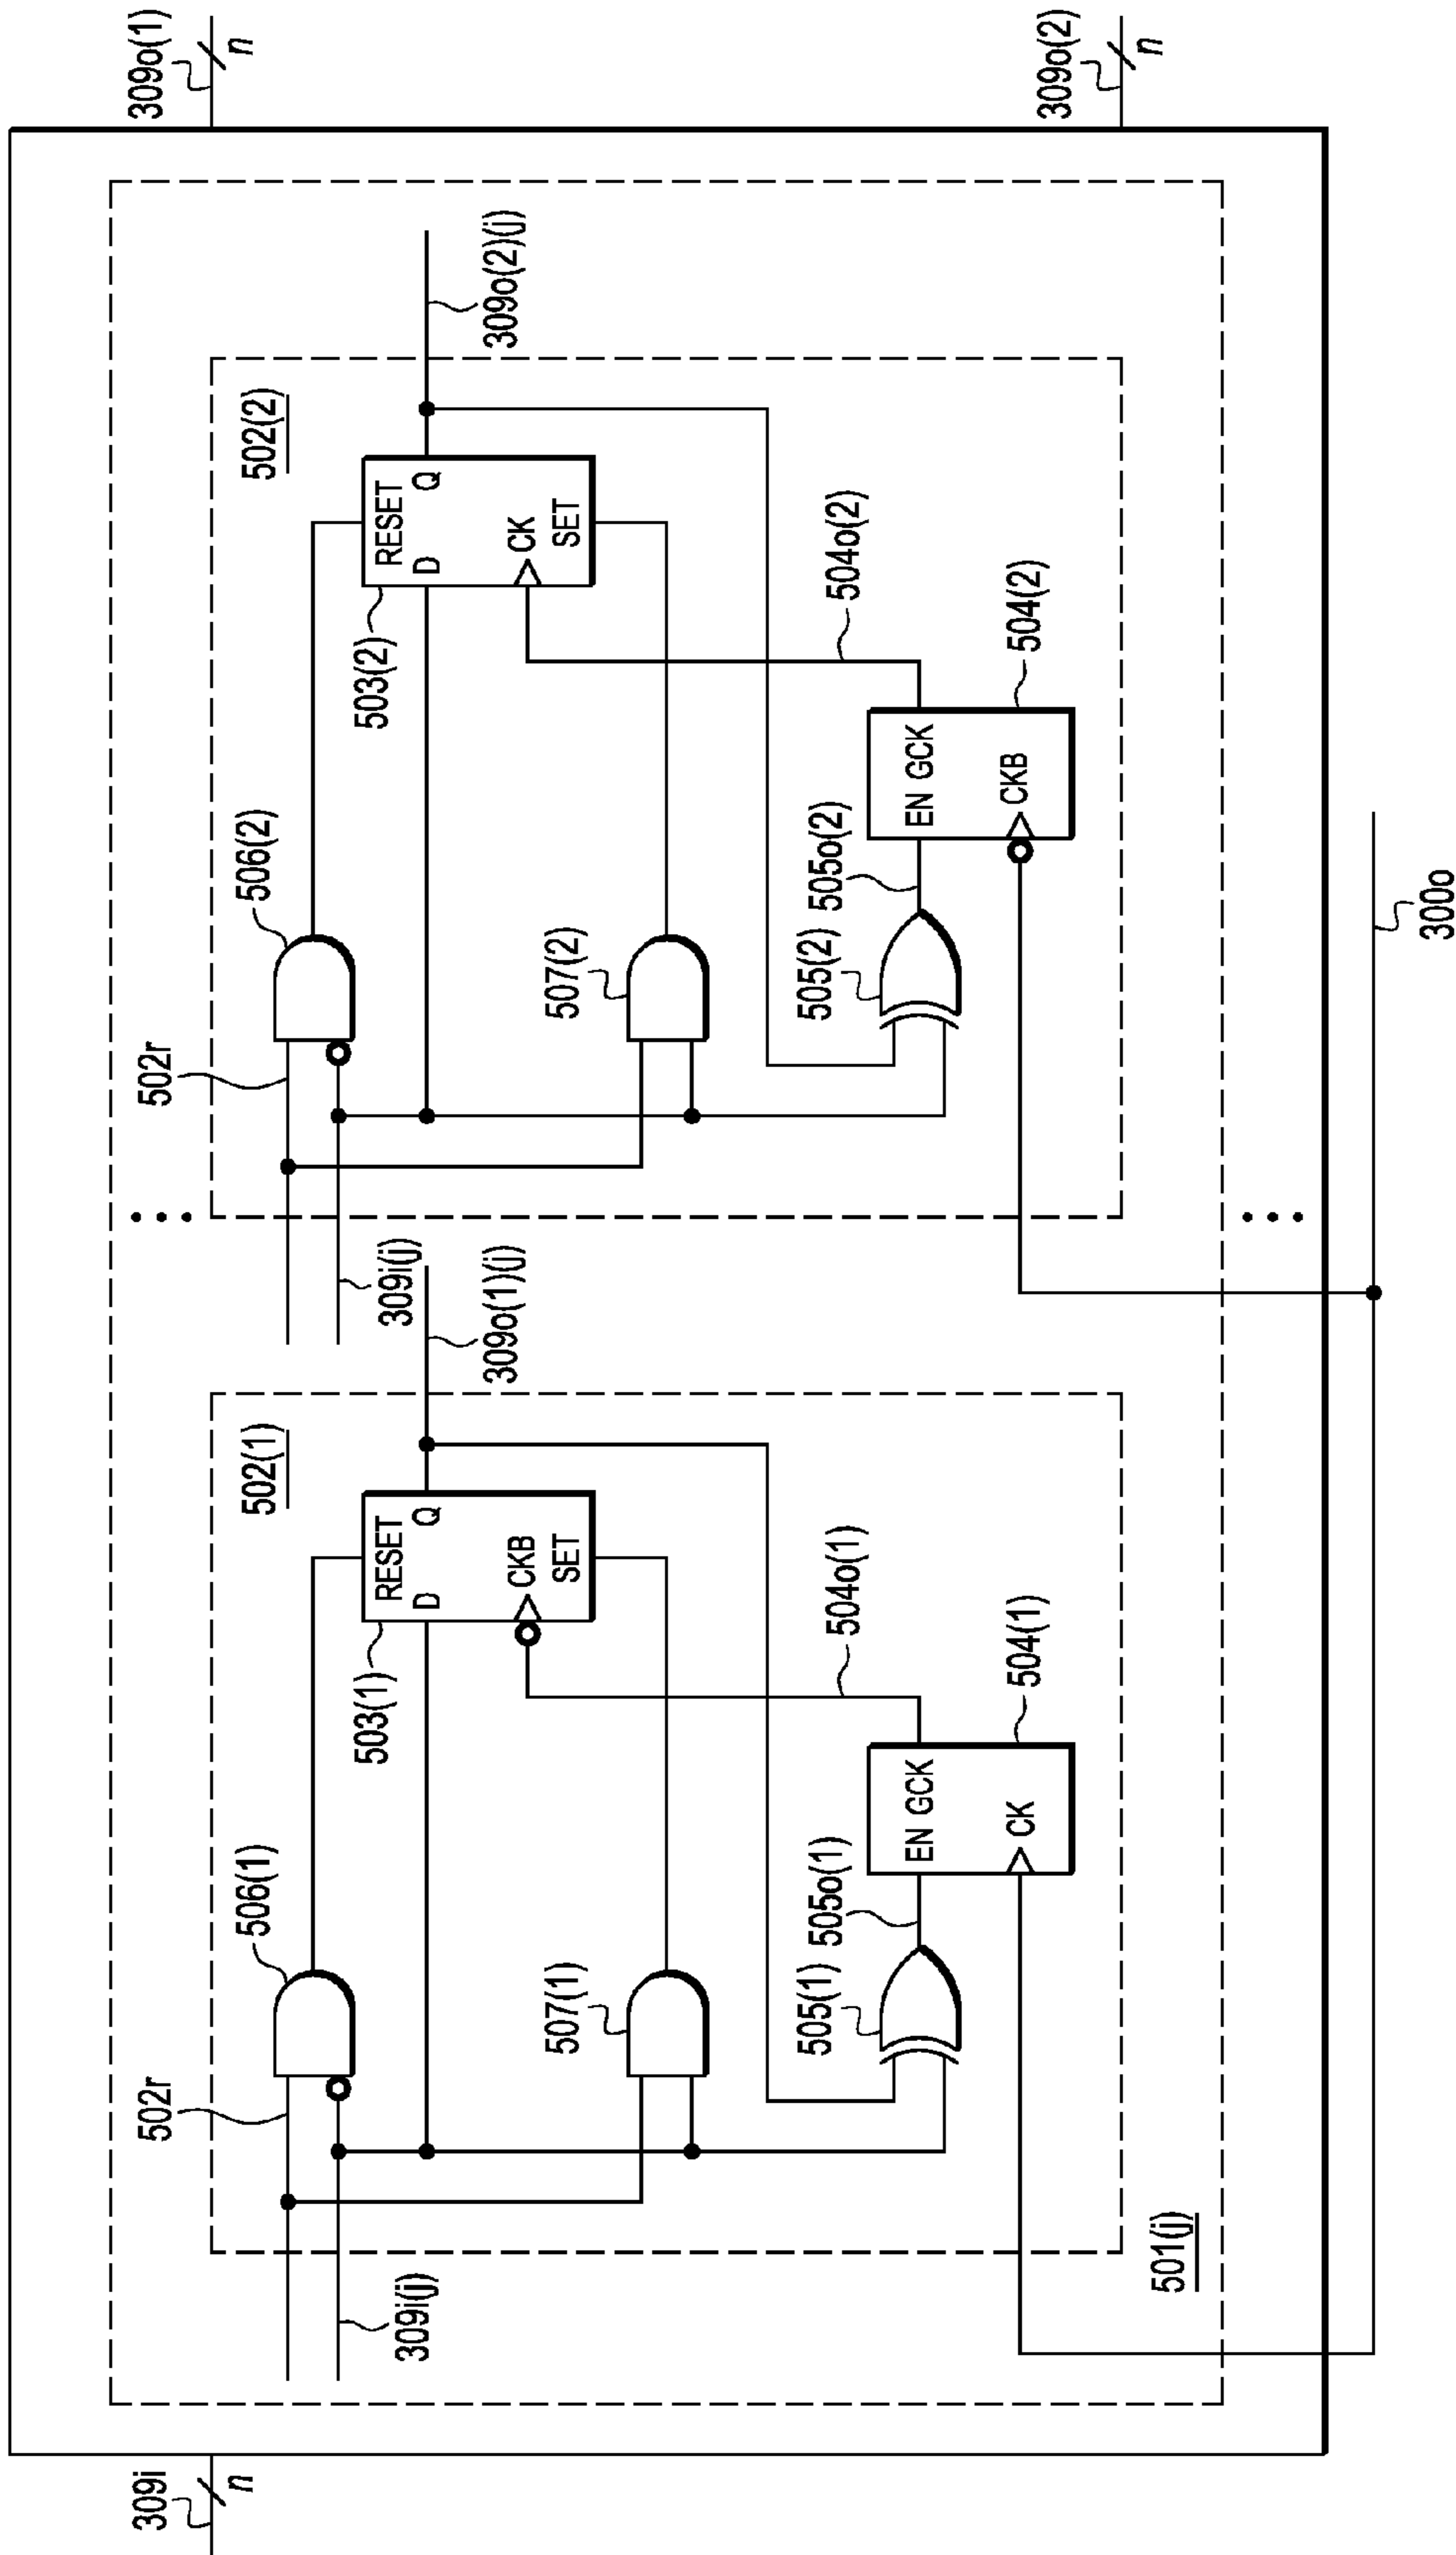 309i
n
501(j)
309i(j)
502r
506(1)
507(1)
505(1)
505o(1)
EN GCK
CK
504(1)
504o(1)
503(1)
RESET
D Q
CKB
SET
502(1)
309o(1)(j)
309i(j)
502r
506(2)
507(2)
505(2)
505o(2)
EN GCK
CKB
504(2)
504o(2)
503(2)
RESET
D Q
CK
SET
502(2)
309o(2)(j)
300o
309o(1)
n
309o(2)
n